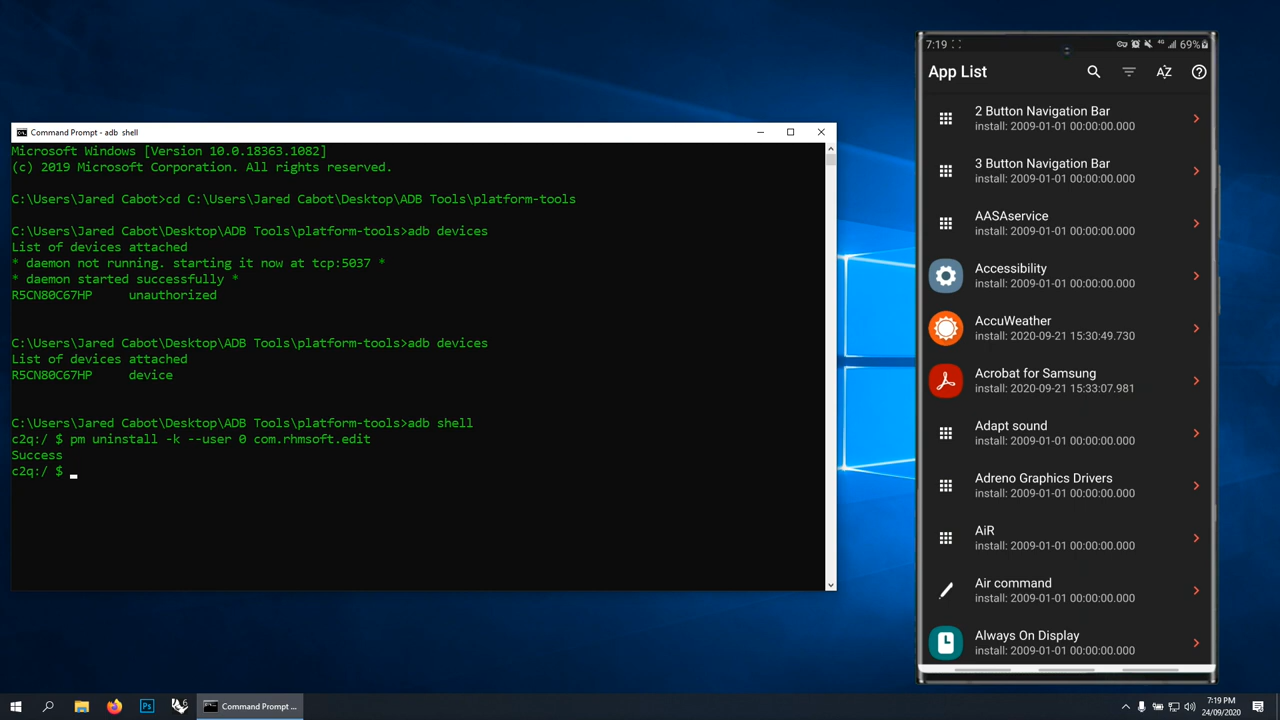 Command Prompt - adb  shell
Microsoft Windows [Version 10.0.18363.1082]
(c) 2019 Microsoft Corporation. All rights reserved.
C:\Users\Jared Cabot>cd C:\Users\Jared Cabot\Desktop\ADB Tools\platform-tools
C:\Users\Jared Cabot\Desktop\ADB Tools\platform-tools>adb devices
List of devices attached
* daemon not running. starting it now at tcp:5037 *
* daemon started successfully *
R5CN80C67HP     unauthorized
C:\Users\Jared Cabot\Desktop\ADB Tools\platform-tools>adb devices
List of devices attached
R5CN80C67HP     device
C:\Users\Jared Cabot\Desktop\ADB Tools\platform-tools>adb shell
c2q:/ $ pm uninstall -k --user 0 com.rhmsoft.edit
Success
c2q:/ $
7:19 4G 69%
App List AZ
2 Button Navigation Bar
install: 2009-01-01 00:00:00.000
3 Button Navigation Bar
install: 2009-01-01 00:00:00.000
AASAservice
install: 2009-01-01 00:00:00.000
Accessibility
install: 2009-01-01 00:00:00.000
AccuWeather
install: 2020-09-21 15:30:49.730
Acrobat for Samsung
install: 2020-09-21 15:33:07.981
Adapt sound
install: 2009-01-01 00:00:00.000
Adreno Graphics Drivers
install: 2009-01-01 00:00:00.000
AiR
install: 2009-01-01 00:00:00.000
Air command
install: 2009-01-01 00:00:00.000
Always On Display
install: 2009-01-01 00:00:00.000
Ps
Command Prompt ...
7:19 PM
24/09/2020